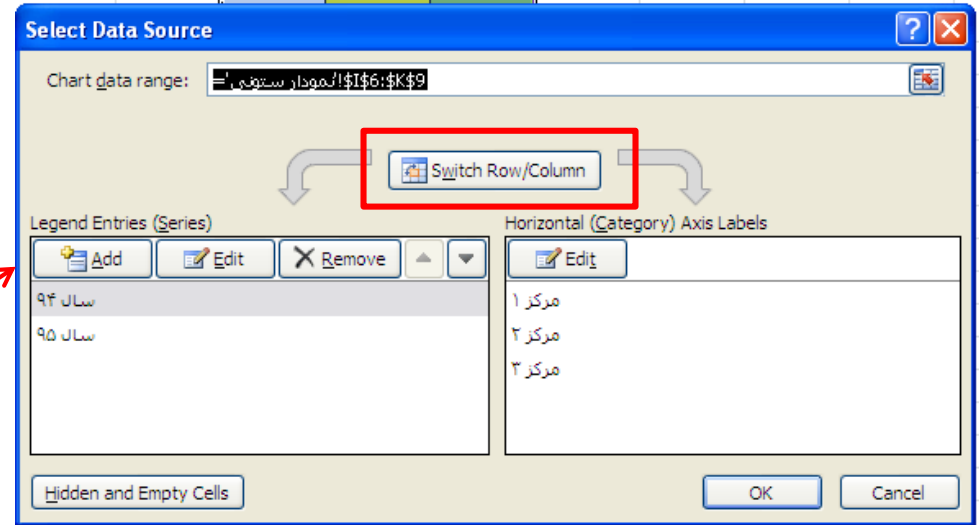 Select Data Source
Chart data range: ='نمودار ستونی'!$I$6:$K$9
Switch Row/Column
Legend Entries (Series)
Horizontal (Category) Axis Labels
Add Edit Remove
Edit
سال ۹۴
سال ۹۵
مرکز ۱
مرکز ۲
مرکز ۳
Hidden and Empty Cells
OK Cancel